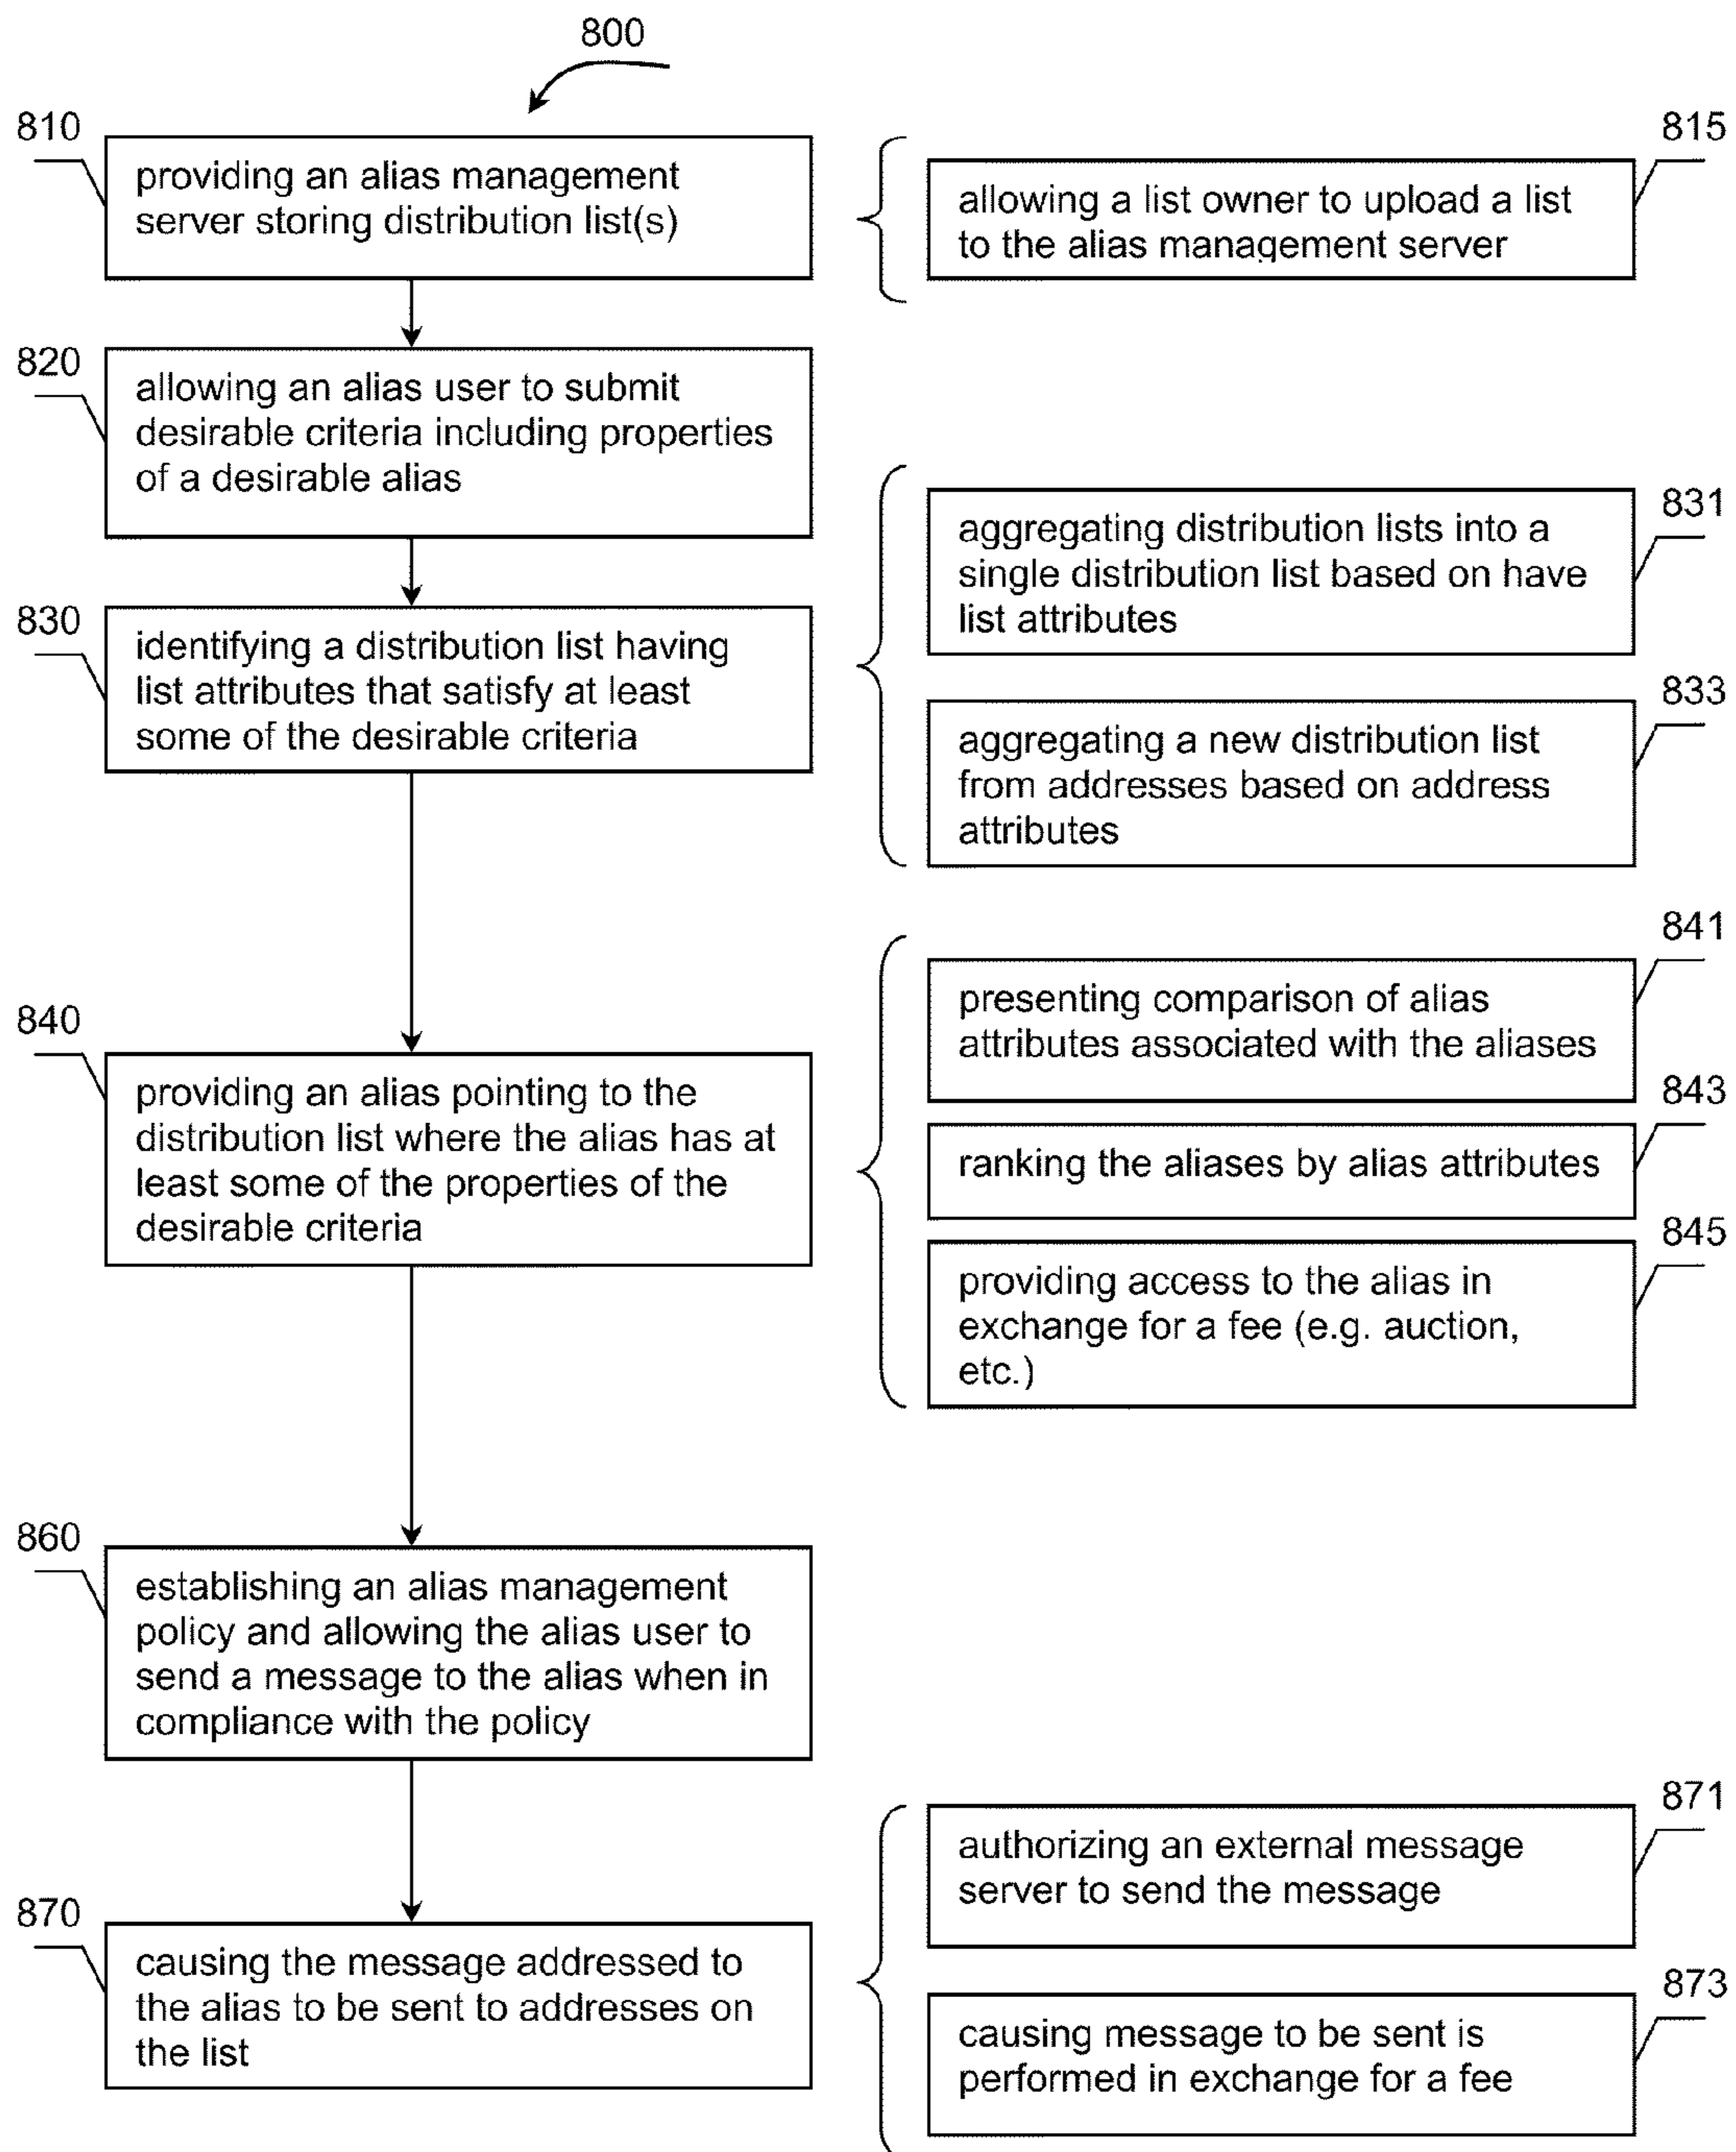 800
810
providing an alias management
server storing distribution list(s)
815
allowing a list owner to upload a list
to the alias management server
820
allowing an alias user to submit
desirable criteria including properties
of a desirable alias
830
identifying a distribution list having
list attributes that satisfy at least
some of the desirable criteria
831
aggregating distribution lists into a
single distribution list based on have
list attributes
833
aggregating a new distribution list
from addresses based on address
attributes
840
providing an alias pointing to the
distribution list where the alias has at
least some of the properties of the
desirable criteria
841
presenting comparison of alias
attributes associated with the aliases
843
ranking the aliases by alias attributes
845
providing access to the alias in
exchange for a fee (e.g. auction,
etc.)
860
establishing an alias management
policy and allowing the alias user to
send a message to the alias when in
compliance with the policy
870
causing the message addressed to
the alias to be sent to addresses on
the list
871
authorizing an external message
server to send the message
873
causing message to be sent is
performed in exchange for a fee